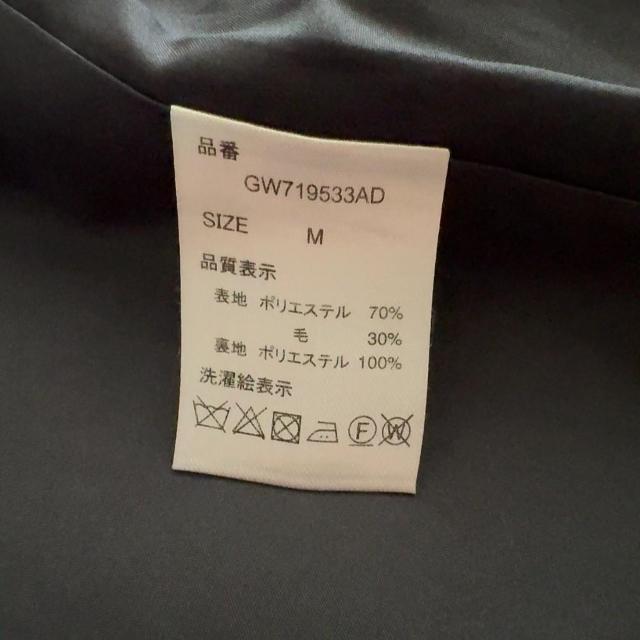 品番
GW719533AD
SIZE M
品質表示
表地 ポリエステル 70%
毛 30%
裏地 ポリエステル 100%
洗濯絵表示
F W